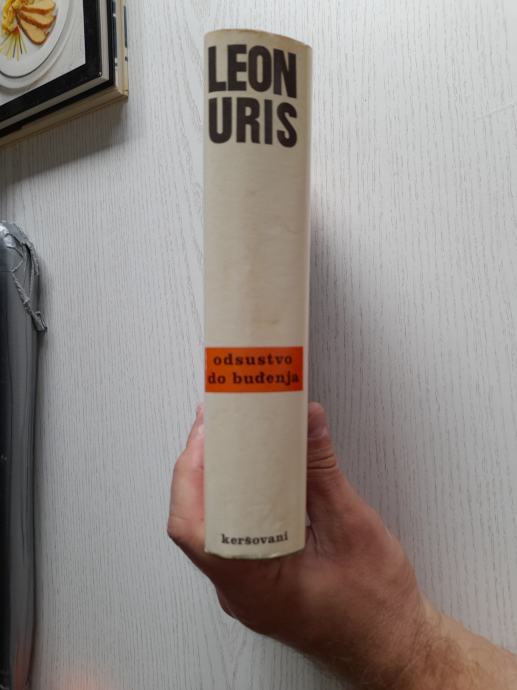 LEON
URIS
odsustvo
do buđenja
keršovani